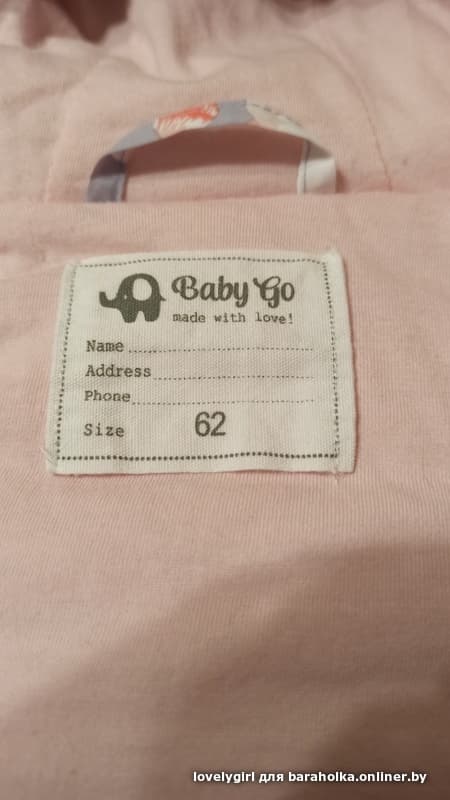 Baby Go
made with love!
Name
Address
Phone
Size 62
lovelygirl для baraholka.onliner.by